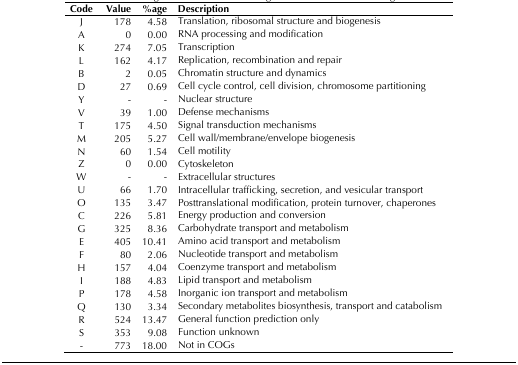 Code Value %age Description
J 178 4.58 Translation, ribosomal structure and biogenesis
A 0 0.00 RNA processing and modification
K 274 7.05 Transcription
L 162 4.17 Replication, recombination and repair
B 2 0.05 Chromatin structure and dynamics
D 27 0.69 Cell cycle control, cell division, chromosome partitioning
Y - - Nuclear structure
V 39 1.00 Defense mechanisms
T 175 4.50 Signal transduction mechanisms
M 205 5.27 Cell wall/membrane/envelope biogenesis
N 60 1.54 Cell motility
Z 0 0.00 Cytoskeleton
W - - Extracellular structures
U 66 1.70 Intracellular trafficking, secretion, and vesicular transport
O 135 3.47 Posttranslational modification, protein turnover, chaperones
C 226 5.81 Energy production and conversion
G 325 8.36 Carbohydrate transport and metabolism
E 405 10.41 Amino acid transport and metabolism
F 80 2.06 Nucleotide transport and metabolism
H 157 4.04 Coenzyme transport and metabolism
I 188 4.83 Lipid transport and metabolism
P 178 4.58 Inorganic ion transport and metabolism
Q 130 3.34 Secondary metabolites biosynthesis, transport and catabolism
R 524 13.47 General function prediction only
S 353 9.08 Function unknown
- 773 18.00 Not in COGs